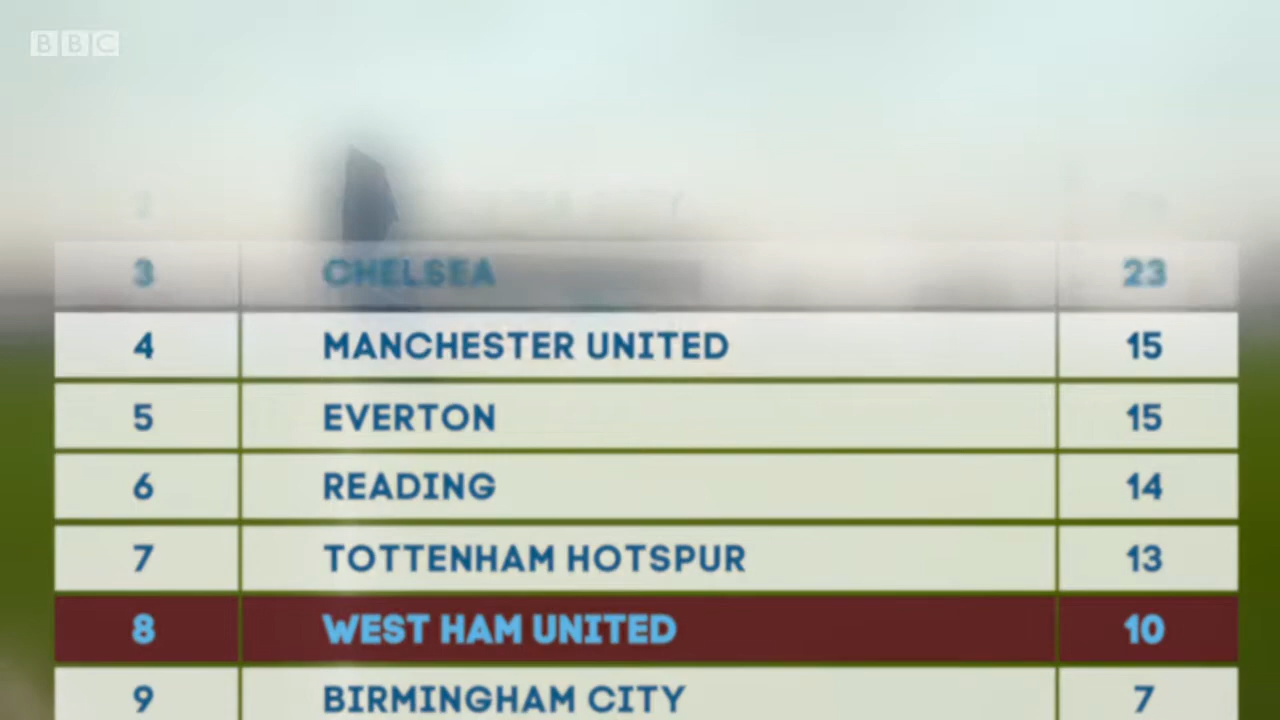 BBC
3 CHELSEA 23
4 MANCHESTER UNITED 15
5 EVERTON 15
6 READING 14
7 TOTTENHAM HOTSPUR 13
8 WEST HAM UNITED 10
9 BIRMINGHAM CITY 7